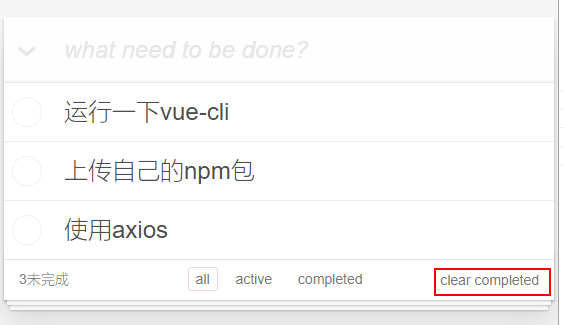 what need to be done?
运行一下vue-cli
上传自己的npm包
使用axios
3未完成 all active completed clear completed